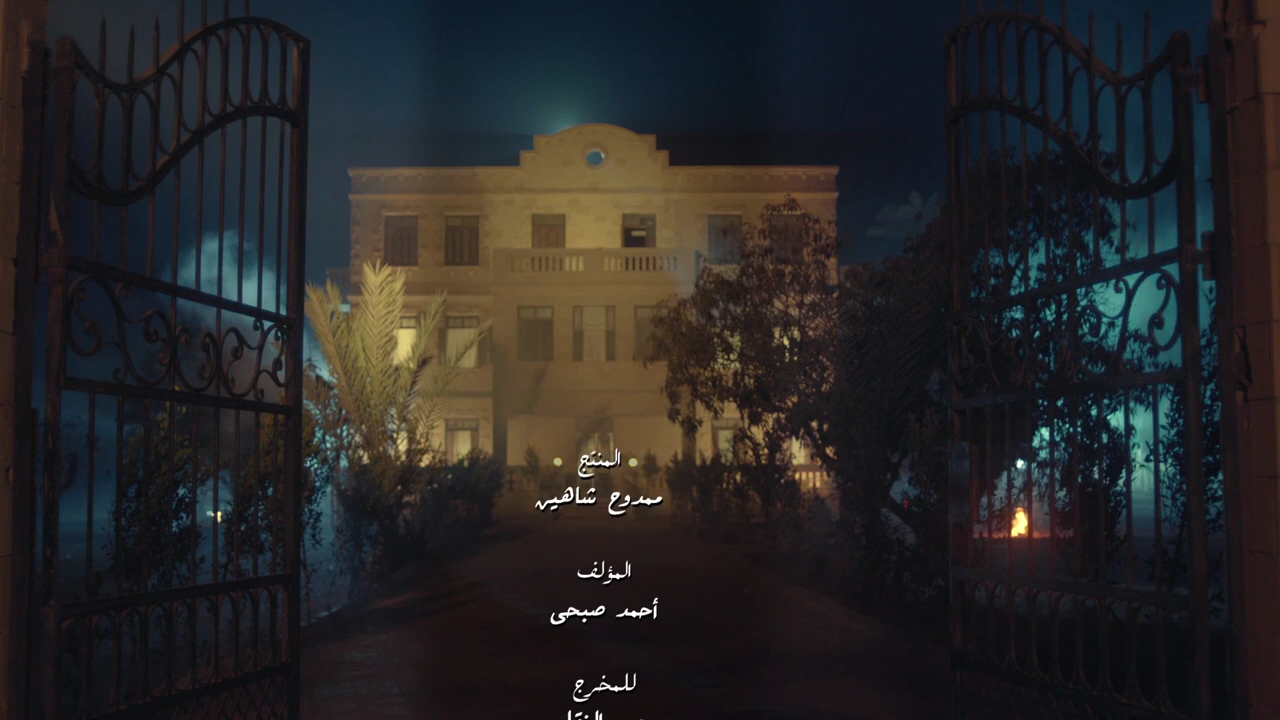 • المنتج •
ممدوح شاهين
المؤلف
أحمد صبحى
للمخرج